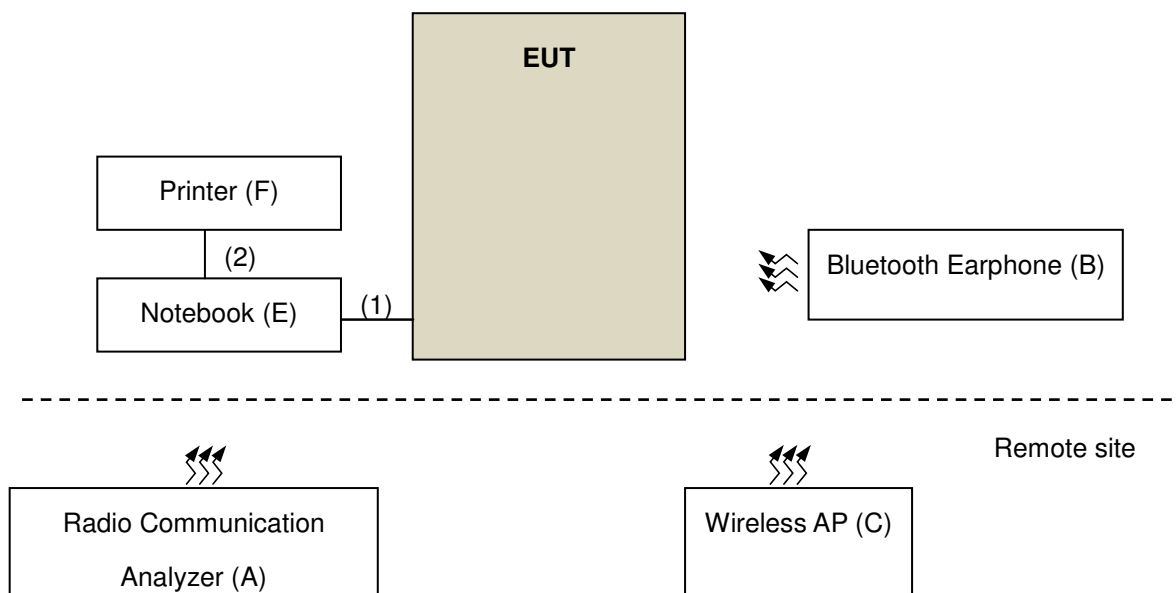 EUT
Printer (F)
(2)
Notebook (E)
(1)
Bluetooth Earphone (B)
Remote site
Radio Communication
Analyzer (A)
Wireless AP (C)